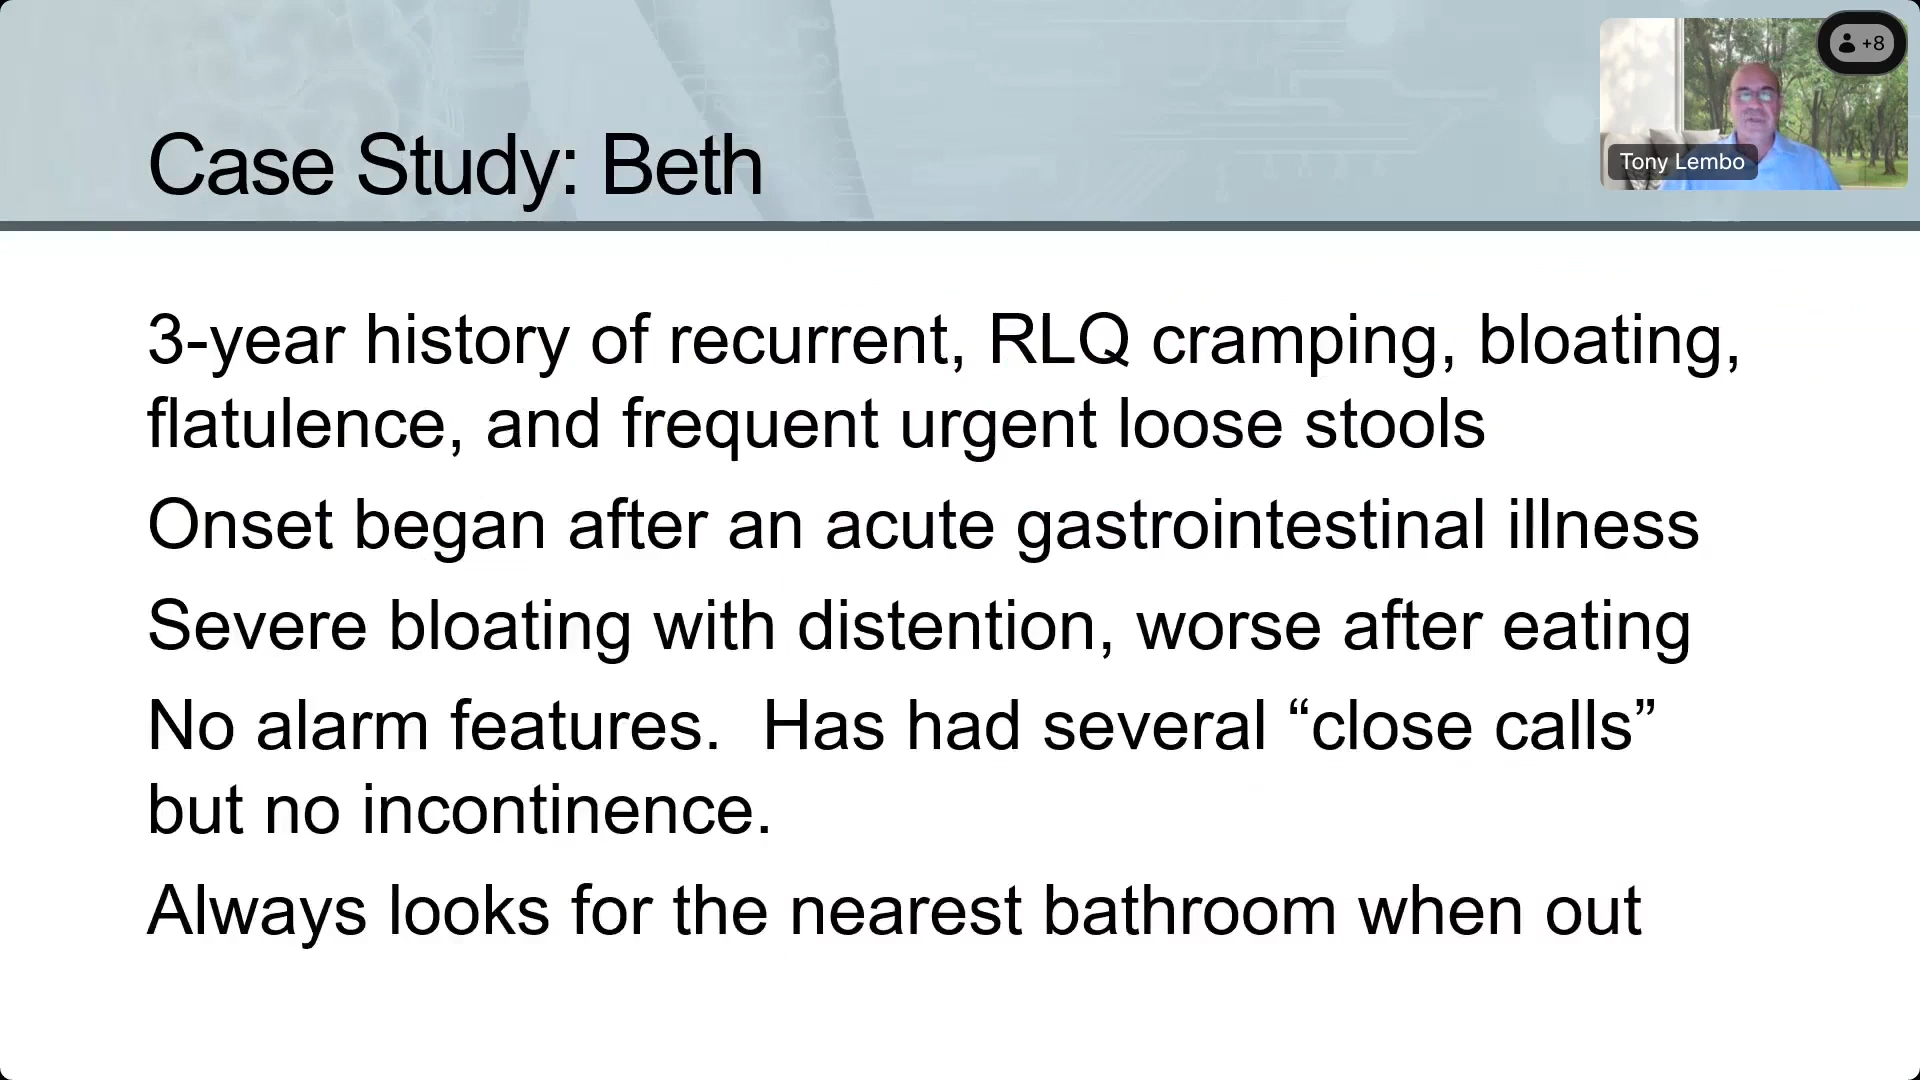 +8
Tony Lembo
Case Study: Beth
3-year history of recurrent, RLQ cramping, bloating,
flatulence, and frequent urgent loose stools
Onset began after an acute gastrointestinal illness
Severe bloating with distention, worse after eating
No alarm features.  Has had several “close calls”
but no incontinence.
Always looks for the nearest bathroom when out